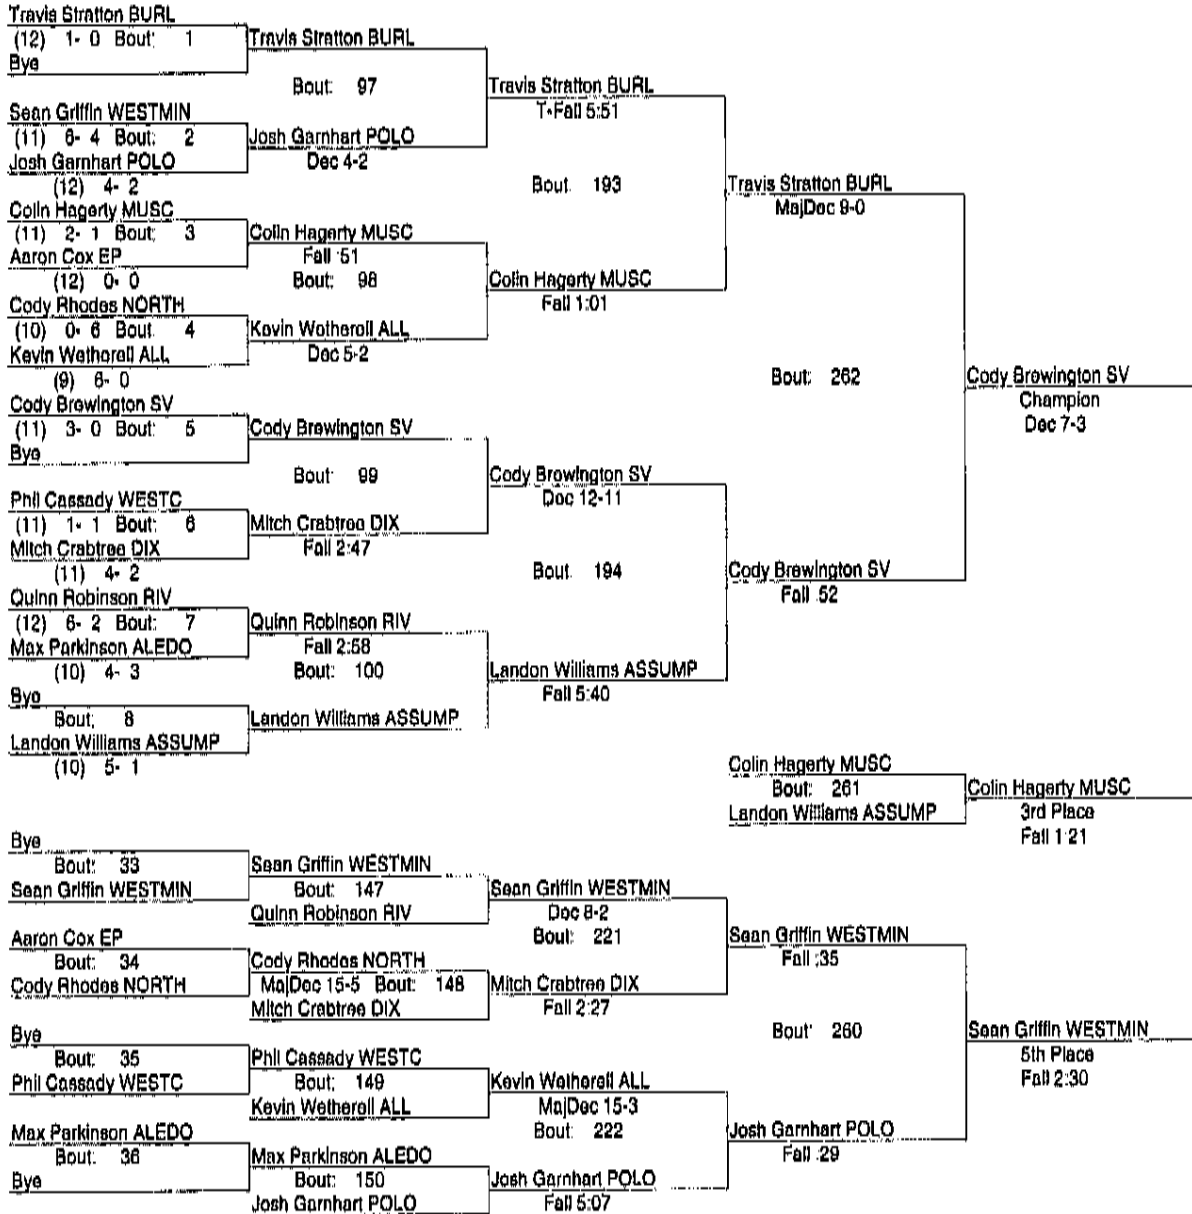 Travis Stratton BURL
(12) 1- 0 Bout: 1
Bye
Travis Stratton BURL
Bout: 97
Sean Griffin WESTMIN
(11) 6- 4 Bout: 2
Josh Garnhart POLO
(12) 4- 2
Josh Garnhart POLO
Dec 4-2
Travis Stratton BURL
T-Fall 5:51
Bout: 193
Colin Hagerty MUSC
(11) 2- 1 Bout: 3
Aaron Cox EP
(12) 0- 0
Colin Hagerty MUSC
Fall :51
Bout: 98
Cody Rhodes NORTH
(10) 0- 6 Bout: 4
Kevin Wetherell ALL
(9) 6- 0
Kevin Wetherell ALL
Dec 5-2
Colin Hagerty MUSC
Fall 1:01
Travis Stratton BURL
MajDec 9-0
Bout: 262
Cody Brewington SV
Champion
Dec 7-3
Cody Brewington SV
(11) 3- 0 Bout: 5
Bye
Cody Brewington SV
Bout: 99
Phil Cassady WESTC
(11) 1- 1 Bout: 6
Mitch Crabtree DIX
(11) 4- 2
Mitch Crabtree DIX
Fall 2:47
Cody Brewington SV
Dec 12-11
Bout: 194
Cody Brewington SV
Fall :52
Quinn Robinson RIV
(12) 6- 2 Bout: 7
Max Parkinson ALEDO
(10) 4- 3
Quinn Robinson RIV
Fall 2:58
Bout: 100
Bye
Bout: 8
Landon Williams ASSUMP
(10) 5- 1
Landon Williams ASSUMP
Landon Williams ASSUMP
Fall 5:40
Colin Hagerty MUSC
Bout: 261
Landon Williams ASSUMP
Colin Hagerty MUSC
3rd Place
Fall 1:21
Bye
Bout: 33
Sean Griffin WESTMIN
Sean Griffin WESTMIN
Bout: 147
Quinn Robinson RIV
Sean Griffin WESTMIN
Dec 8-2
Bout: 221
Aaron Cox EP
Bout: 34
Cody Rhodes NORTH
Cody Rhodes NORTH
MajDec 15-5 Bout: 148
Mitch Crabtree DIX
Mitch Crabtree DIX
Fall 2:27
Sean Griffin WESTMIN
Fall :35
Bout: 260
Sean Griffin WESTMIN
5th Place
Fall 2:30
Bye
Bout: 35
Phil Cassady WESTC
Phil Cassady WESTC
Bout: 149
Kevin Wetherell ALL
Kevin Wetherell ALL
MajDec 15-3
Bout: 222
Max Parkinson ALEDO
Bout: 36
Bye
Max Parkinson ALEDO
Bout: 150
Josh Garnhart POLO
Josh Garnhart POLO
Fall 5:07
Josh Garnhart POLO
Fall :29